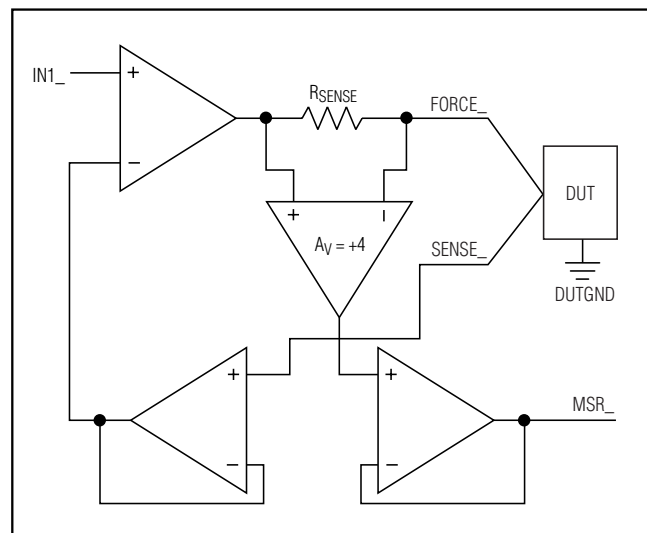 IN1_
+
−
RSENSE
FORCE_
+
−
AV = +4
DUT
SENSE_
DUTGND
+
−
+
−
MSR_